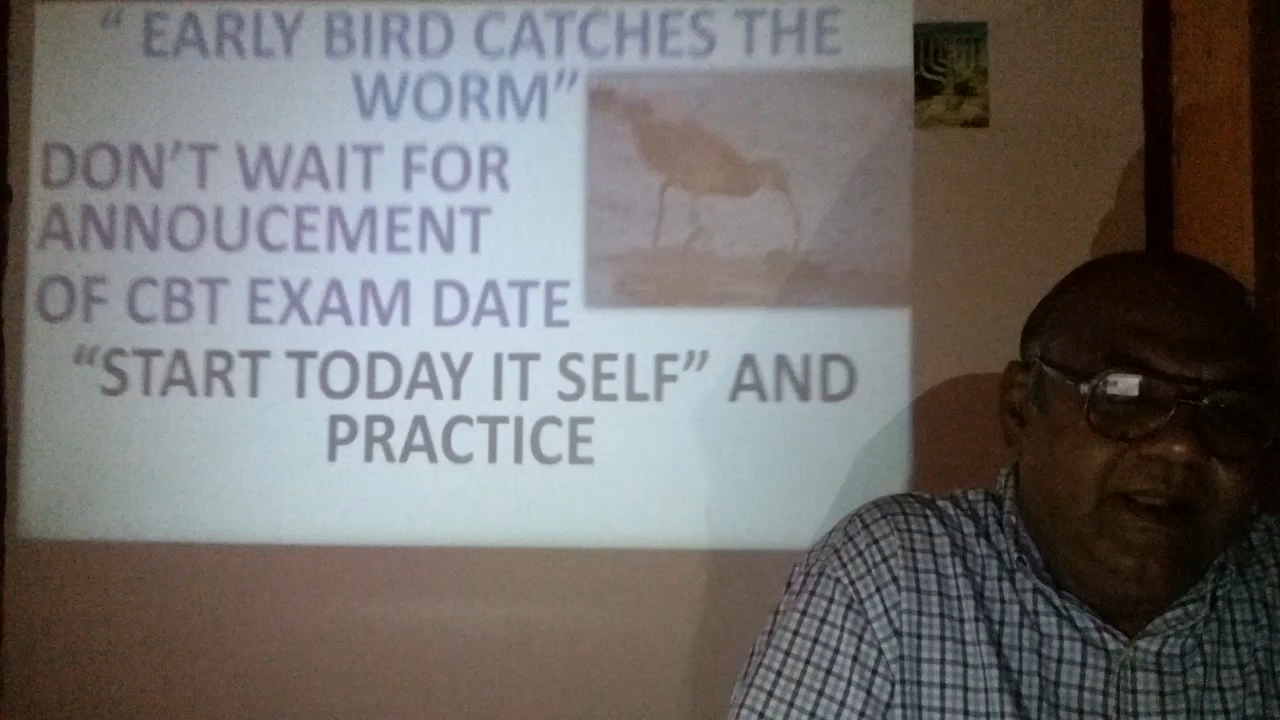 “ EARLY BIRD CATCHES THE
WORM”
DON’T WAIT FOR
ANNOUCEMENT
OF CBT EXAM DATE
“START TODAY IT SELF” AND
PRACTICE